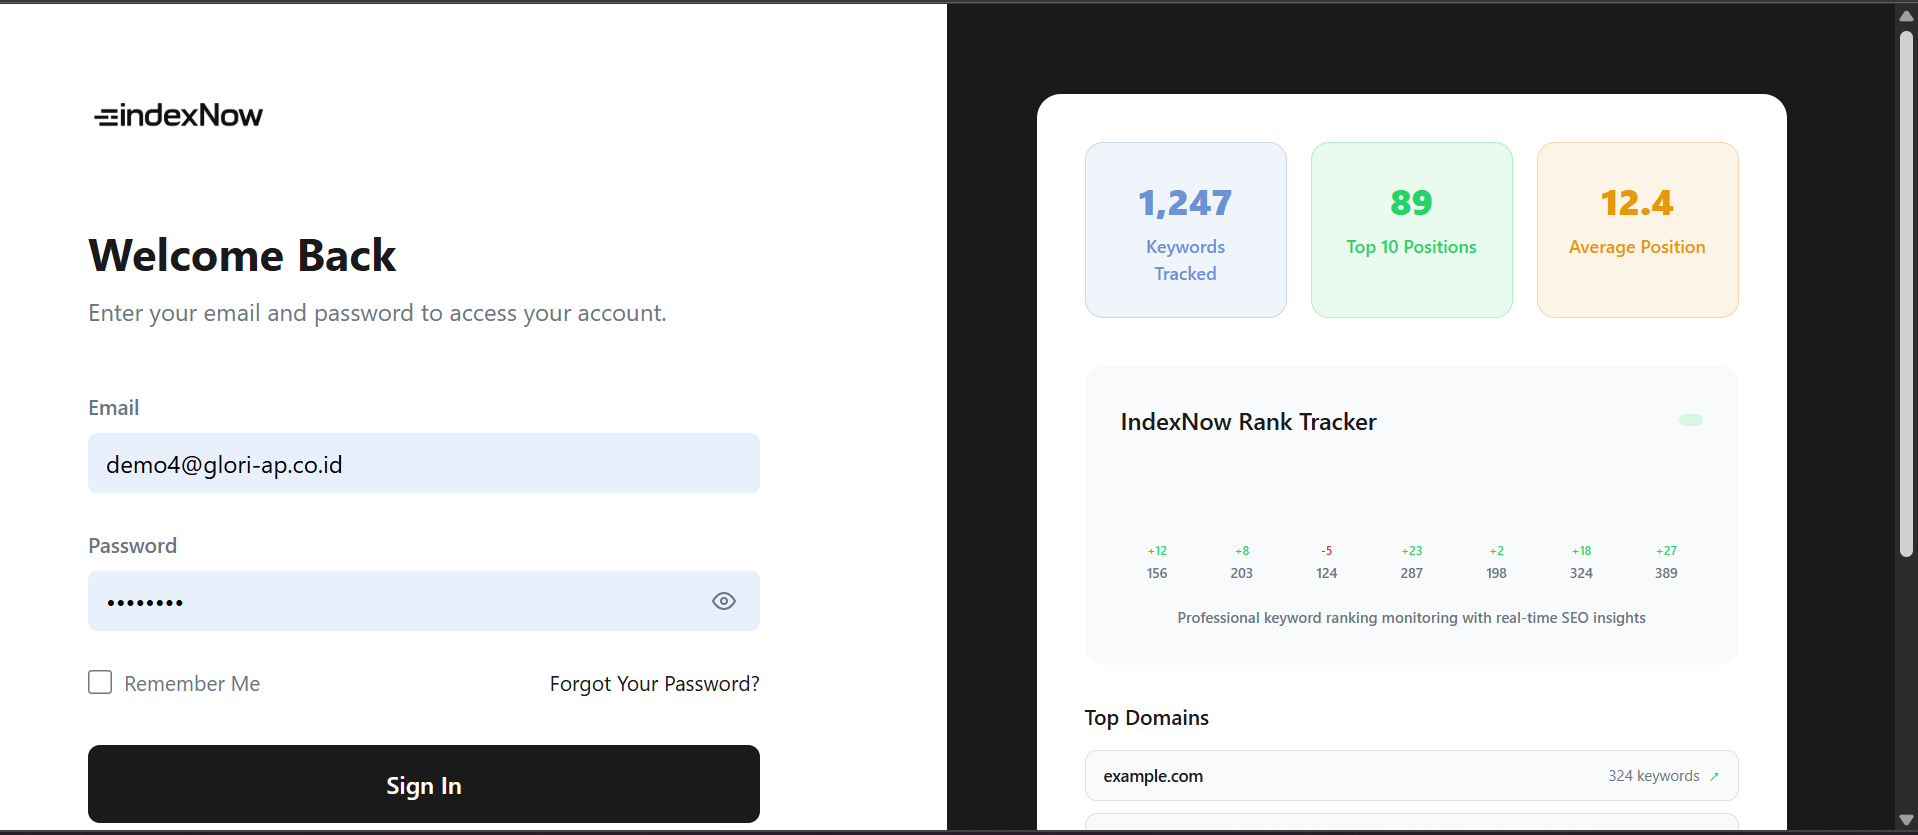 indexNow
Welcome Back
Enter your email and password to access your account.
Email
demo4@glori-ap.co.id
Password
••••••••
Remember Me
Forgot Your Password?
Sign In
1,247
Keywords
Tracked
89
Top 10 Positions
12.4
Average Position
IndexNow Rank Tracker
+12 +8 -5 +23 +2 +18 +27
156 203 124 287 198 324 389
Professional keyword ranking monitoring with real-time SEO insights
Top Domains
example.com
324 keywords ↗